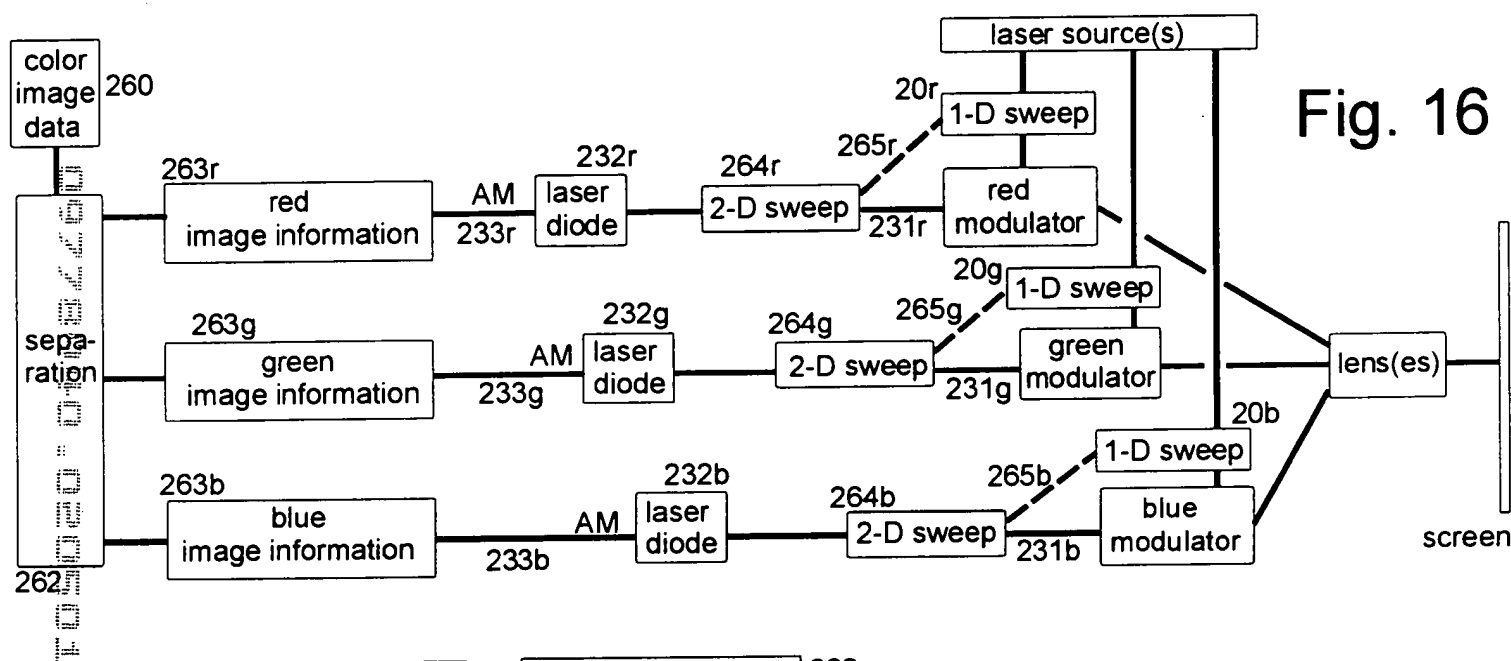 laser source(s)
color
image
data
260
Fig. 16
20r
1-D sweep
265r
263r
red
image information
AM
233r
232r
laser
diode
264r
2-D sweep
231r
red
modulator
20g
1-D sweep
265g
sepa-
ration
262
263g
green
image information
AM
233g
232g
laser
diode
264g
2-D sweep
231g
green
modulator
lens(es)
20b
1-D sweep
265b
263b
blue
image information
AM
233b
232b
laser
diode
264b
2-D sweep
231b
blue
modulator
screen